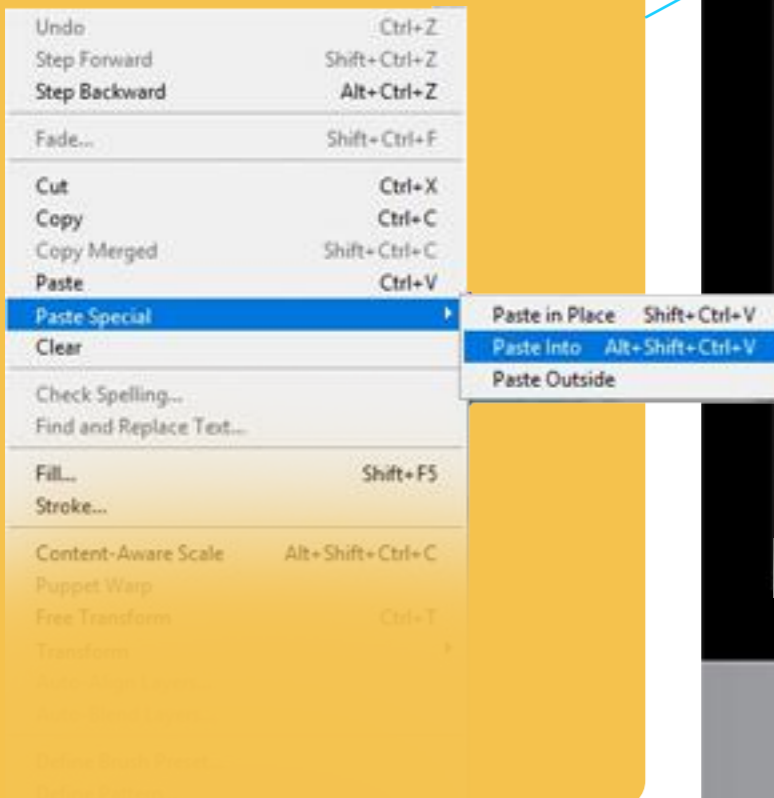 Undo Ctrl+Z
Step Forward Shift+Ctrl+Z
Step Backward Alt+Ctrl+Z
Fade... Shift+Ctrl+F
Cut Ctrl+X
Copy Ctrl+C
Copy Merged Shift+Ctrl+C
Paste Ctrl+V
Paste Special
Paste in Place Shift+Ctrl+V
Paste Into Alt+Shift+Ctrl+V
Paste Outside
Clear
Check Spelling...
Find and Replace Text...
Fill... Shift+F5
Stroke...
Content-Aware Scale Alt+Shift+Ctrl+C
Puppet Warp
Free Transform Ctrl+T
Transform